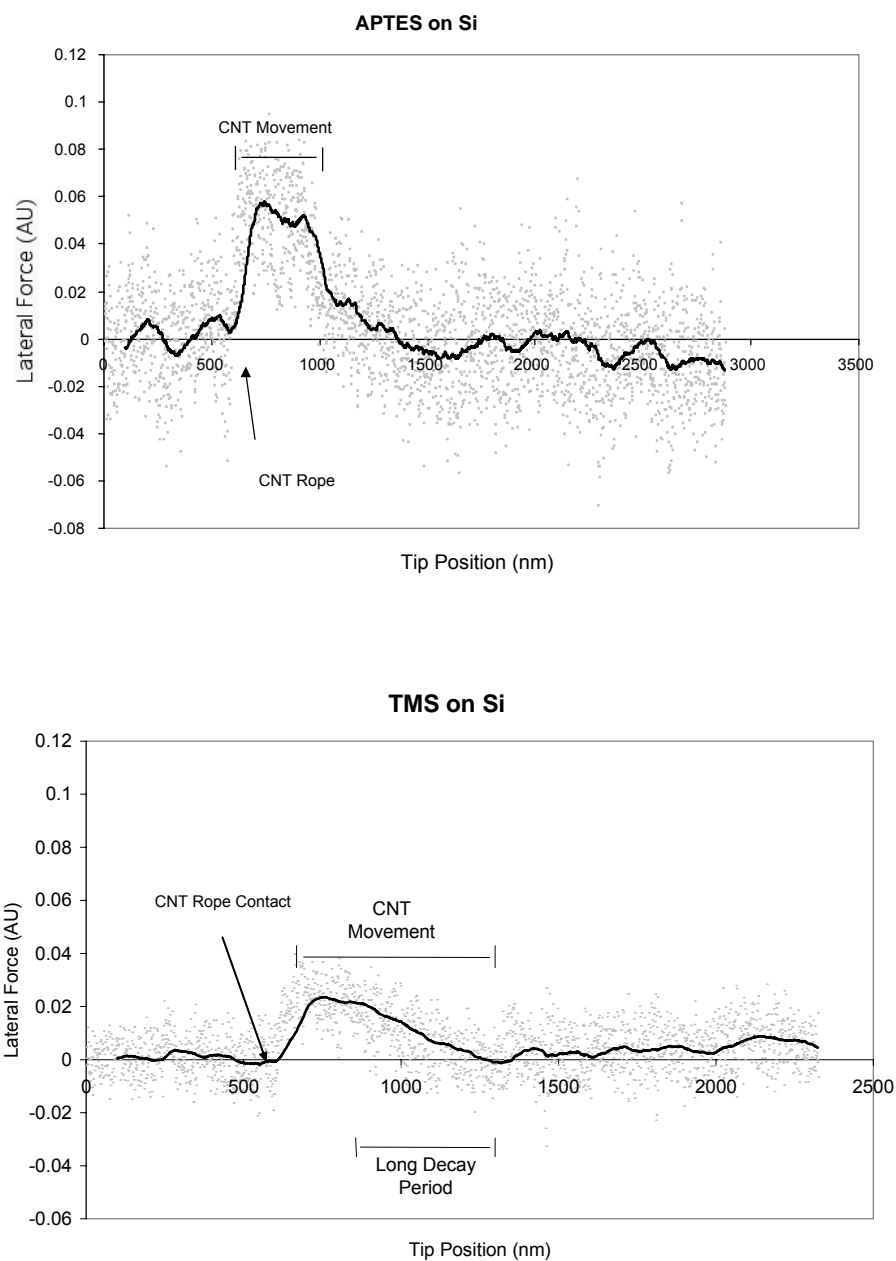 APTES on Si
0.12
0.1
0.08
0.06
0.04
0.02
0
-0.02
-0.04
-0.06
-0.08
Lateral Force (AU)
CNT Movement
0 500 1000 1500 2000 2500 3000 3500
CNT Rope
Tip Position (nm)
TMS on Si
0.12
0.1
0.08
0.06
0.04
0.02
0
-0.02
-0.04
-0.06
Lateral Force (AU)
CNT Rope Contact
CNT
Movement
0 500 1000 1500 2000 2500
Long Decay
Period
Tip Position (nm)